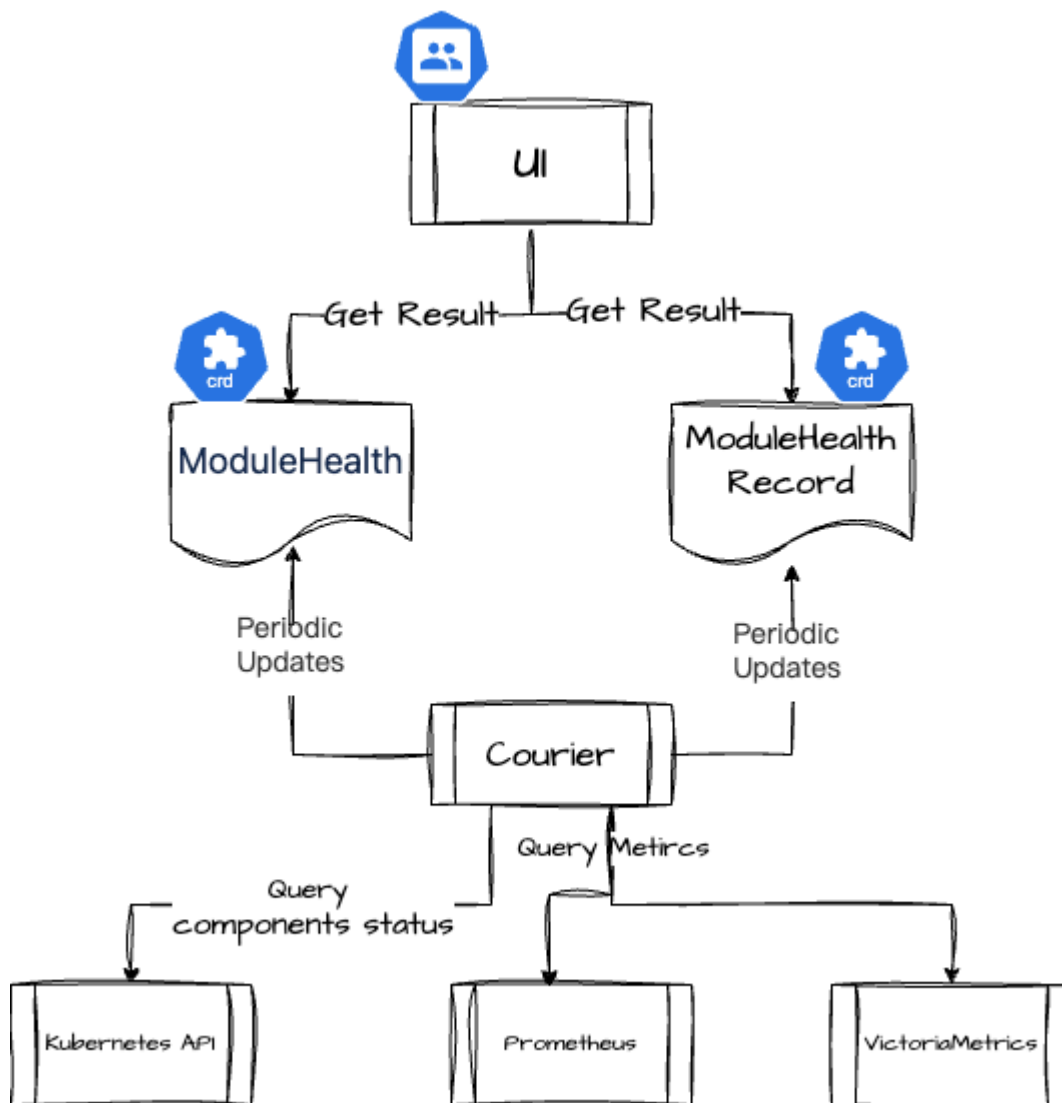 UI
Get Result
Get Result
crd
crd
ModuleHealth
ModuleHealth
Record
Periodic
Updates
Periodic
Updates
Courier
Query Metircs
Query
components status
Kubernetes API
Prometheus
VictoriaMetrics